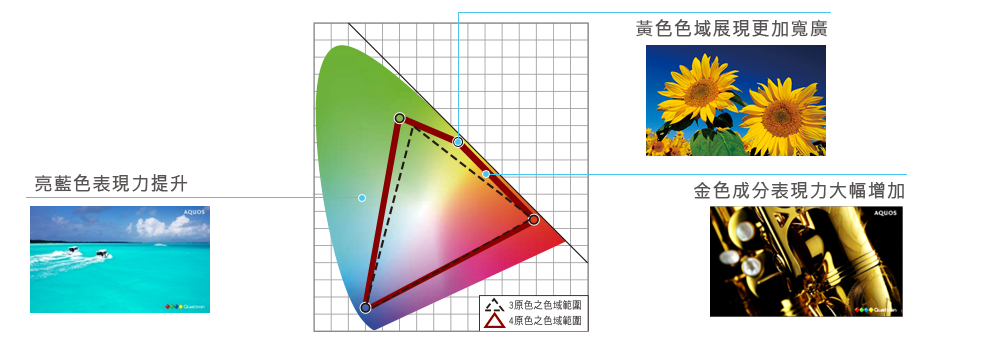 黃色色域展現更加寬廣
亮藍色表現力提升
AQUOS
Quattron
金色成分表現力大幅增加
AQUOS
Quattron
3原色之色域範圍
4原色之色域範圍